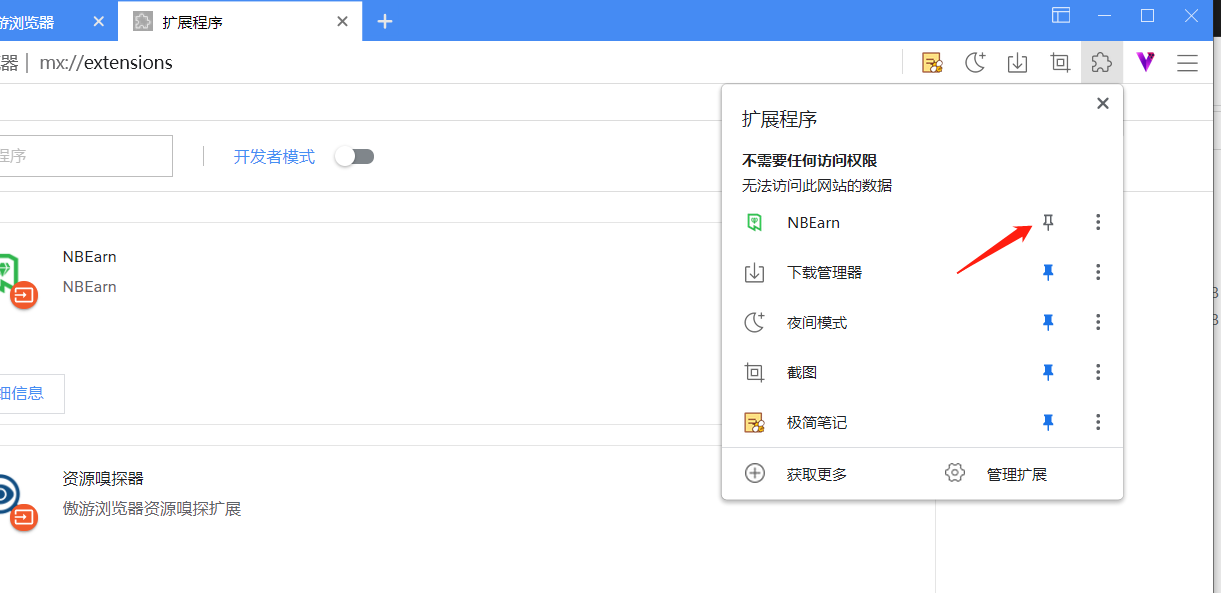 游浏览器
扩展程序
器 | mx://extensions
程序
开发者模式
NBEarn
NBEarn
细信息
资源嗅探器
傲游浏览器资源嗅探扩展
扩展程序
不需要任何访问权限
无法访问此网站的数据
NBEarn
下载管理器
夜间模式
截图
极简笔记
获取更多
管理扩展